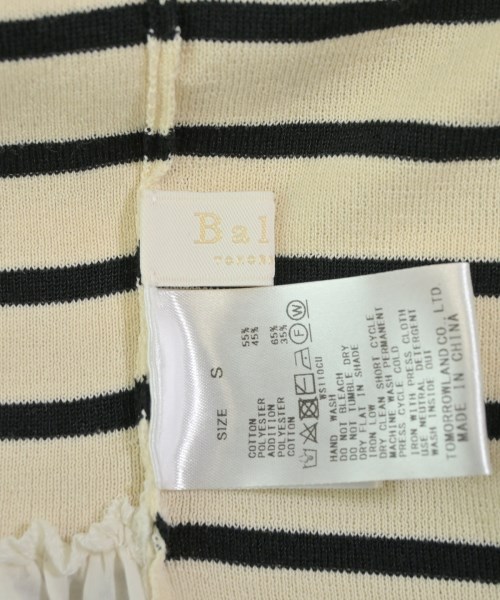 Bal
TOMOR
SIZE S
COTTON 55%
POLYESTER 45%
ADDITION
POLYESTER 65%
COTTON 35%
W
WS110CU
HAND WASH
DO NOT BLEACH
DO NOT TUMBLE DRY
DRY FLAT IN SHADE
IRON LOW
DRY CLEAN SHORT CYCLE
MACHINE WASH PERMANENT
PRESS CYCLE COLD
IRON WITH PRESS CLOTH
USE NEUTRAL DETERGENT
WASH INSIDE OUT
TOMORROWLAND CO. LTD
MADE IN CHINA